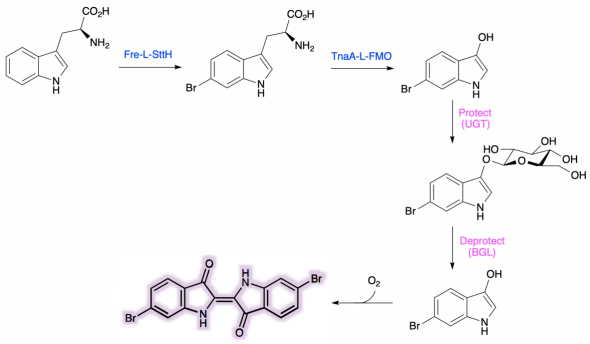 CO₂H
NH₂
N
H
Fre-L-SttH
CO₂H
NH₂
Br
N
H
TnaA-L-FMO
OH
Br
N
H
Protect
(UGT)
OH
HO
OH
O
O
OH
Br
N
H
Deprotect
(BGL)
OH
Br
N
H
O₂
O
H
N
Br
Br
N
H
O